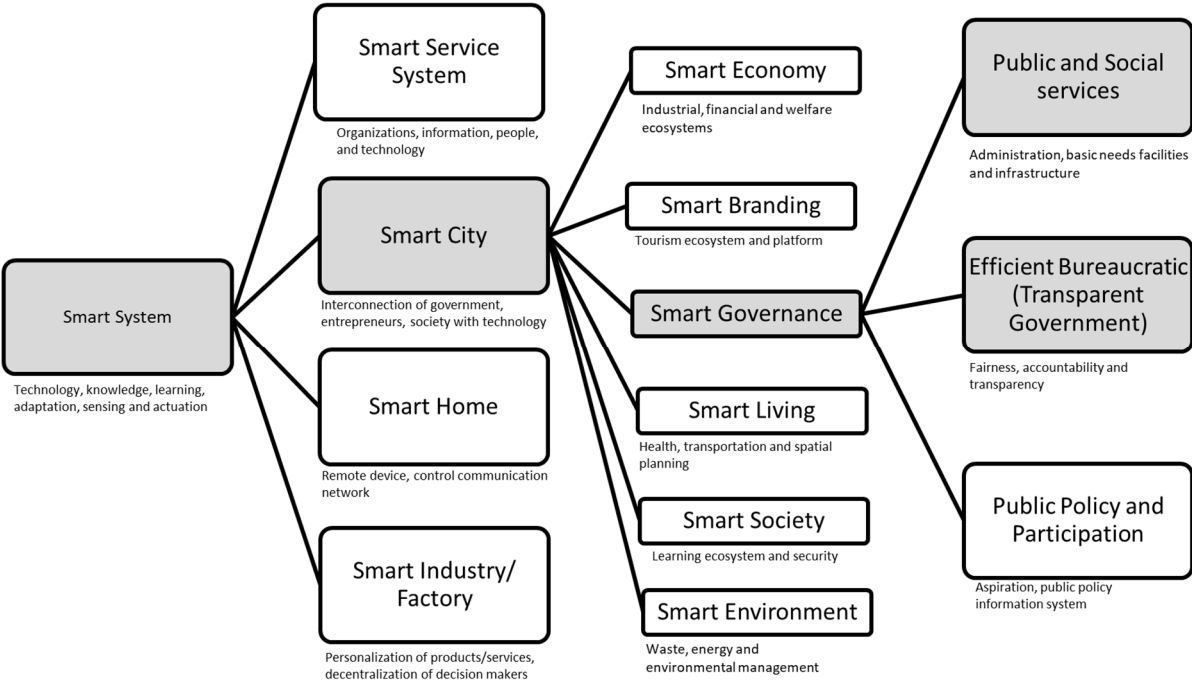 Smart System
Technology, knowledge, learning,
adaptation, sensing and actuation
Smart Service
System
Organizations, information, people,
and technology
Smart City
Interconnection of government,
entrepreneurs, society with technology
Smart Home
Remote device, control communication
network
Smart Industry/
Factory
Personalization of products/services,
decentralization of decision makers
Smart Economy
Industrial, financial and welfare
ecosystems
Smart Branding
Tourism ecosystem and platform
Smart Governance
Smart Living
Health, transportation and spatial
planning
Smart Society
Learning ecosystem and security
Smart Environment
Waste, energy and
environmental management
Public and Social
services
Administration, basic needs facilities
and infrastructure
Efficient Bureaucratic
(Transparent
Government)
Fairness, accountability and
transparency
Public Policy and
Participation
Aspiration, public policy
information system